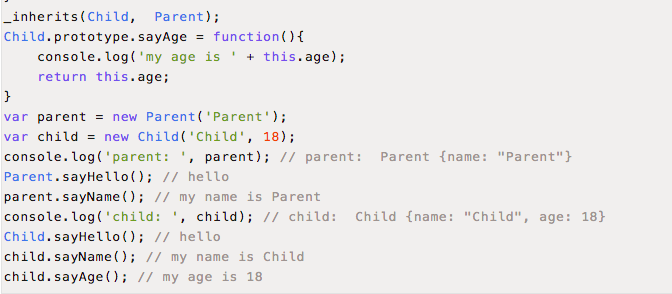 _inherits(Child,  Parent);
Child.prototype.sayAge = function(){
    console.log('my age is ' + this.age);
    return this.age;
}
var parent = new Parent('Parent');
var child = new Child('Child', 18);
console.log('parent: ', parent); // parent:  Parent {name: "Parent"}
Parent.sayHello(); // hello
parent.sayName(); // my name is Parent
console.log('child: ', child); // child:  Child {name: "Child", age: 18}
Child.sayHello(); // hello
child.sayName(); // my name is Child
child.sayAge(); // my age is 18